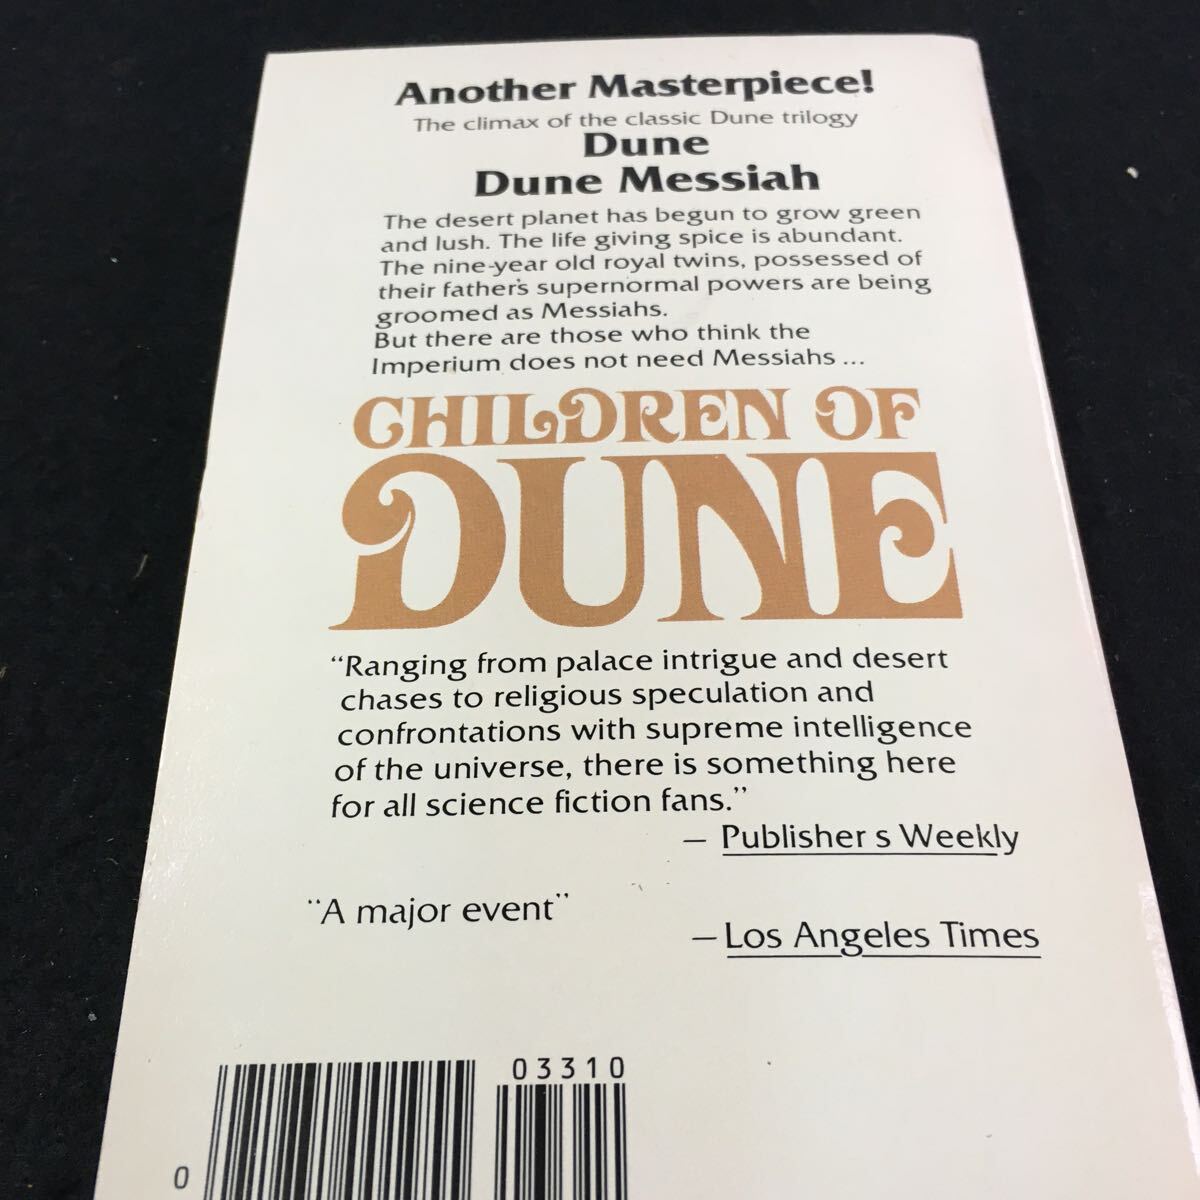 Another Masterpiece!
The climax of the classic Dune trilogy
Dune
Dune Messiah
The desert planet has begun to grow green
and lush. The life giving spice is abundant.
The nine-year old royal twins, possessed of
their father's supernormal powers are being
groomed as Messiahs.
But there are those who think the
Imperium does not need Messiahs ...
CHILDREN OF
DUNE
“Ranging from palace intrigue and desert
chases to religious speculation and
confrontations with supreme intelligence
of the universe, there is something here
for all science fiction fans.”
— Publisher s Weekly
“A major event”
— Los Angeles Times
03310
0